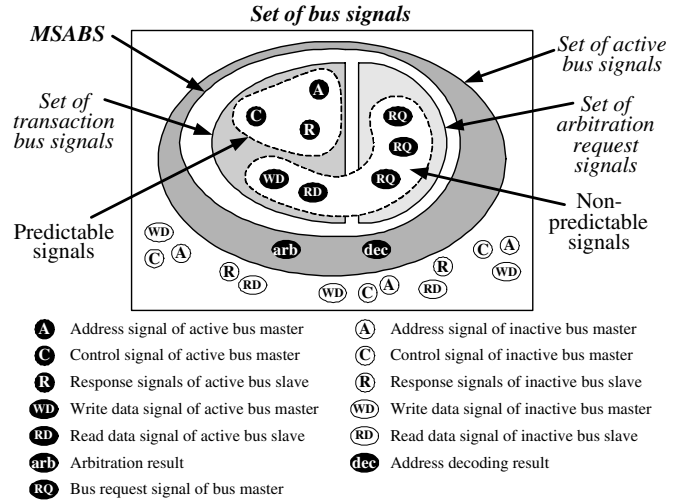 Set of bus signals
MSABS
Set of active
bus signals
Set of
transaction
bus signals
Set of
arbitration
request
signals
A
C
R
RQ
RQ
RQ
WD
RD
Predictable
signals
Non-
predictable
signals
arb
dec
WD
C
A
R
RD
WD
C
A
R
RD
C
A
WD
A Address signal of active bus master
C Control signal of active bus master
R Response signals of active bus slave
WD Write data signal of active bus master
RD Read data signal of active bus slave
arb Arbitration result
RQ Bus request signal of bus master
A Address signal of inactive bus master
C Control signal of inactive bus master
R Response signals of inactive bus slave
WD Write data signal of inactive bus master
RD Read data signal of inactive bus slave
dec Address decoding result